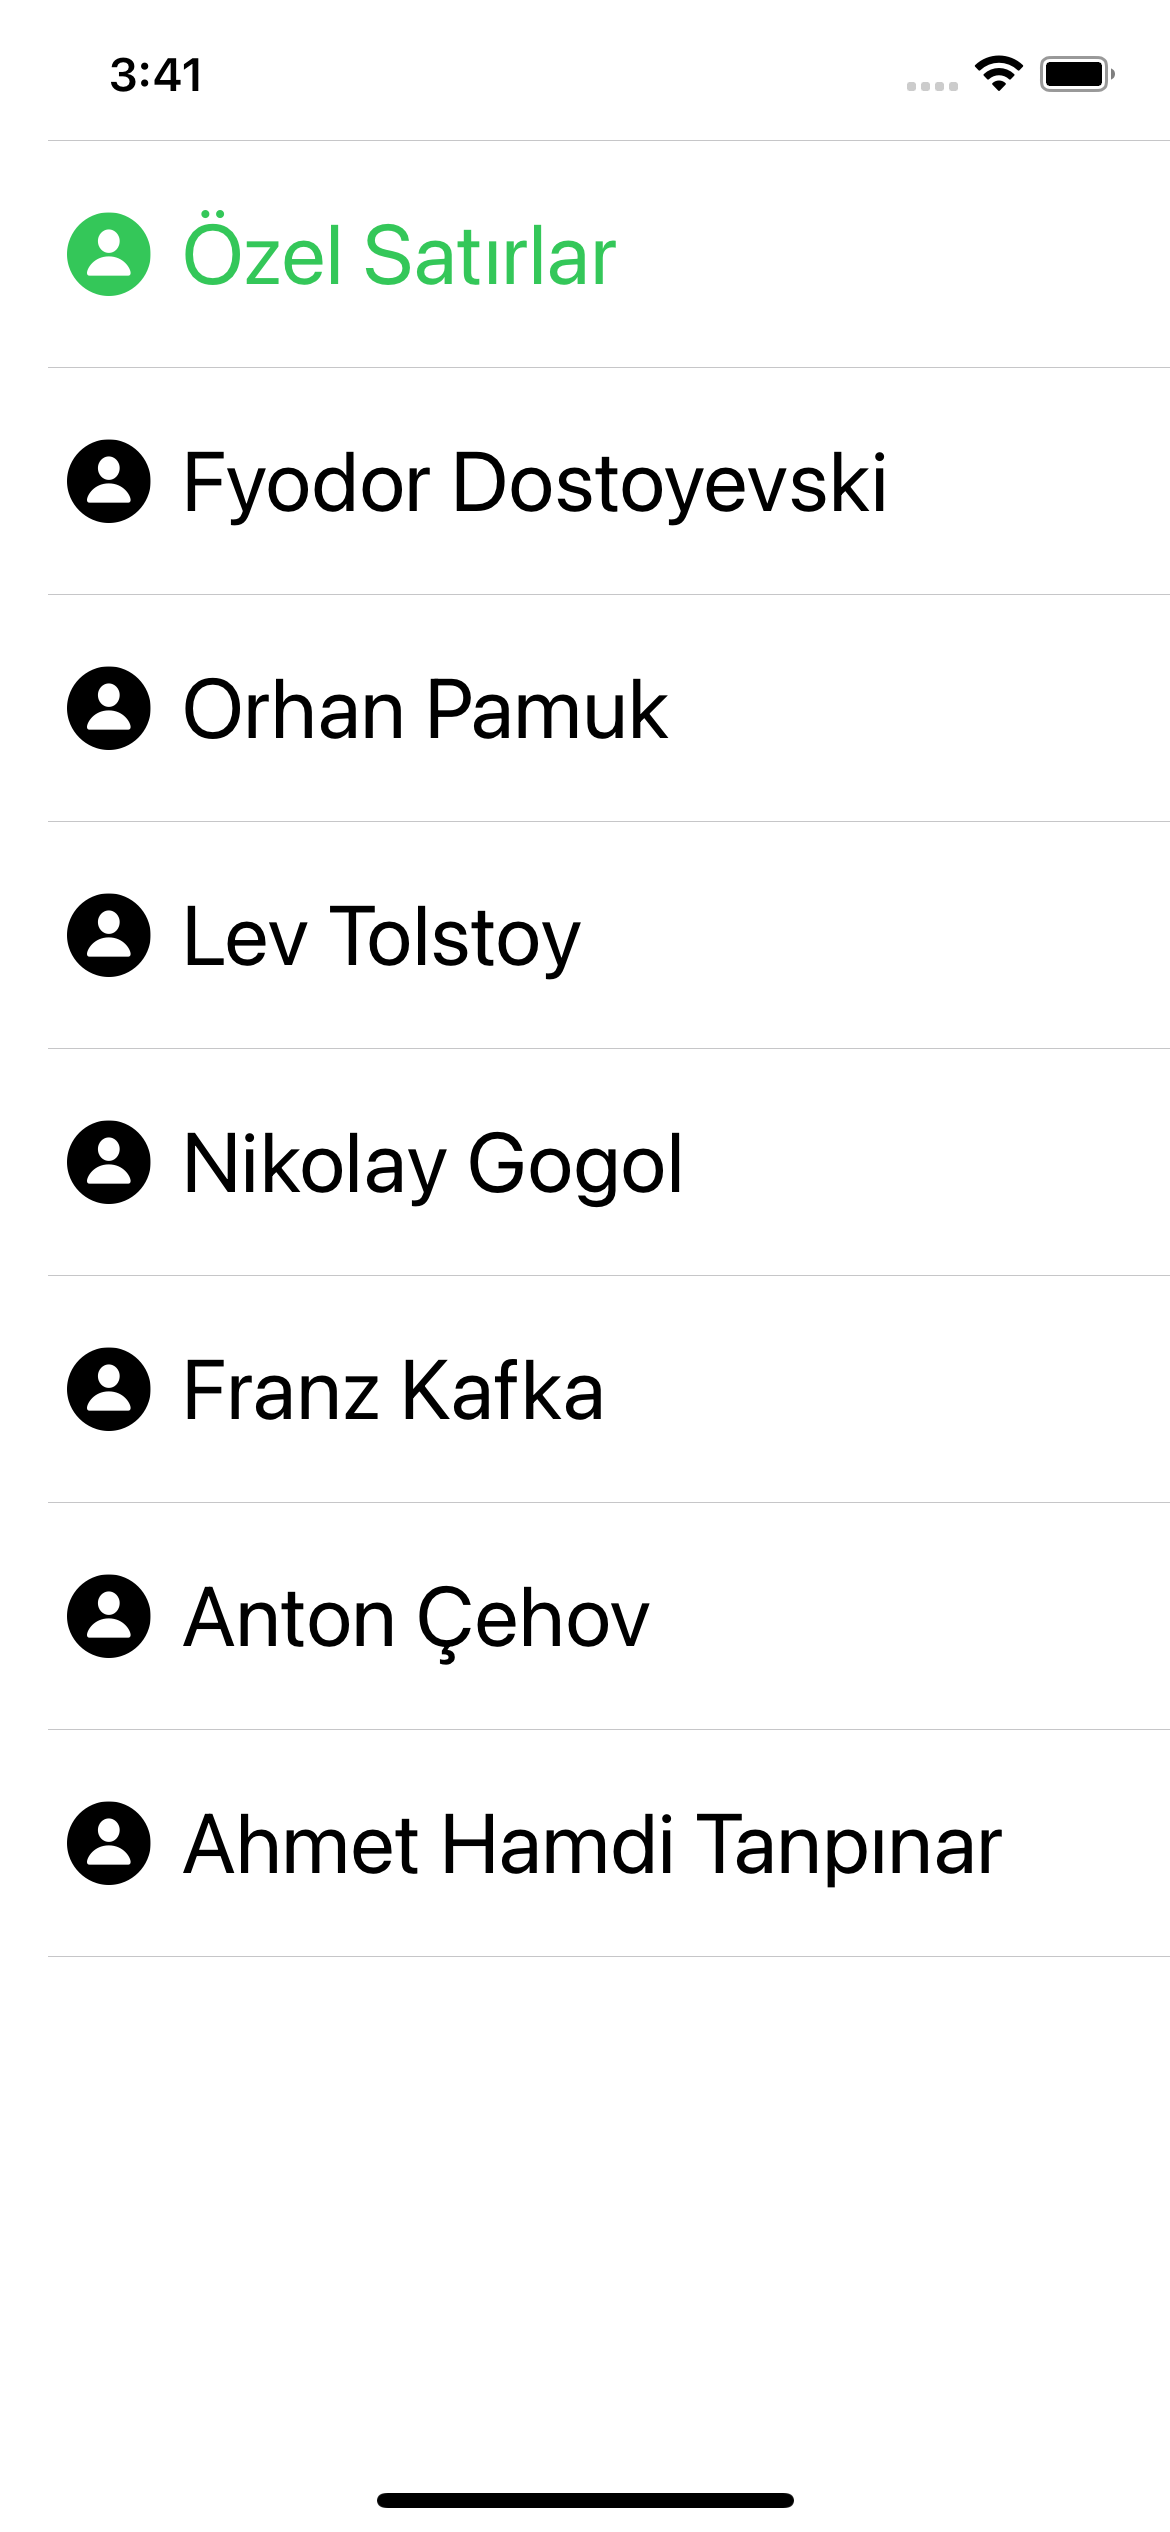 3:41
Özel Satırlar
Fyodor Dostoyevski
Orhan Pamuk
Lev Tolstoy
Nikolay Gogol
Franz Kafka
Anton Çehov
Ahmet Hamdi Tanpınar